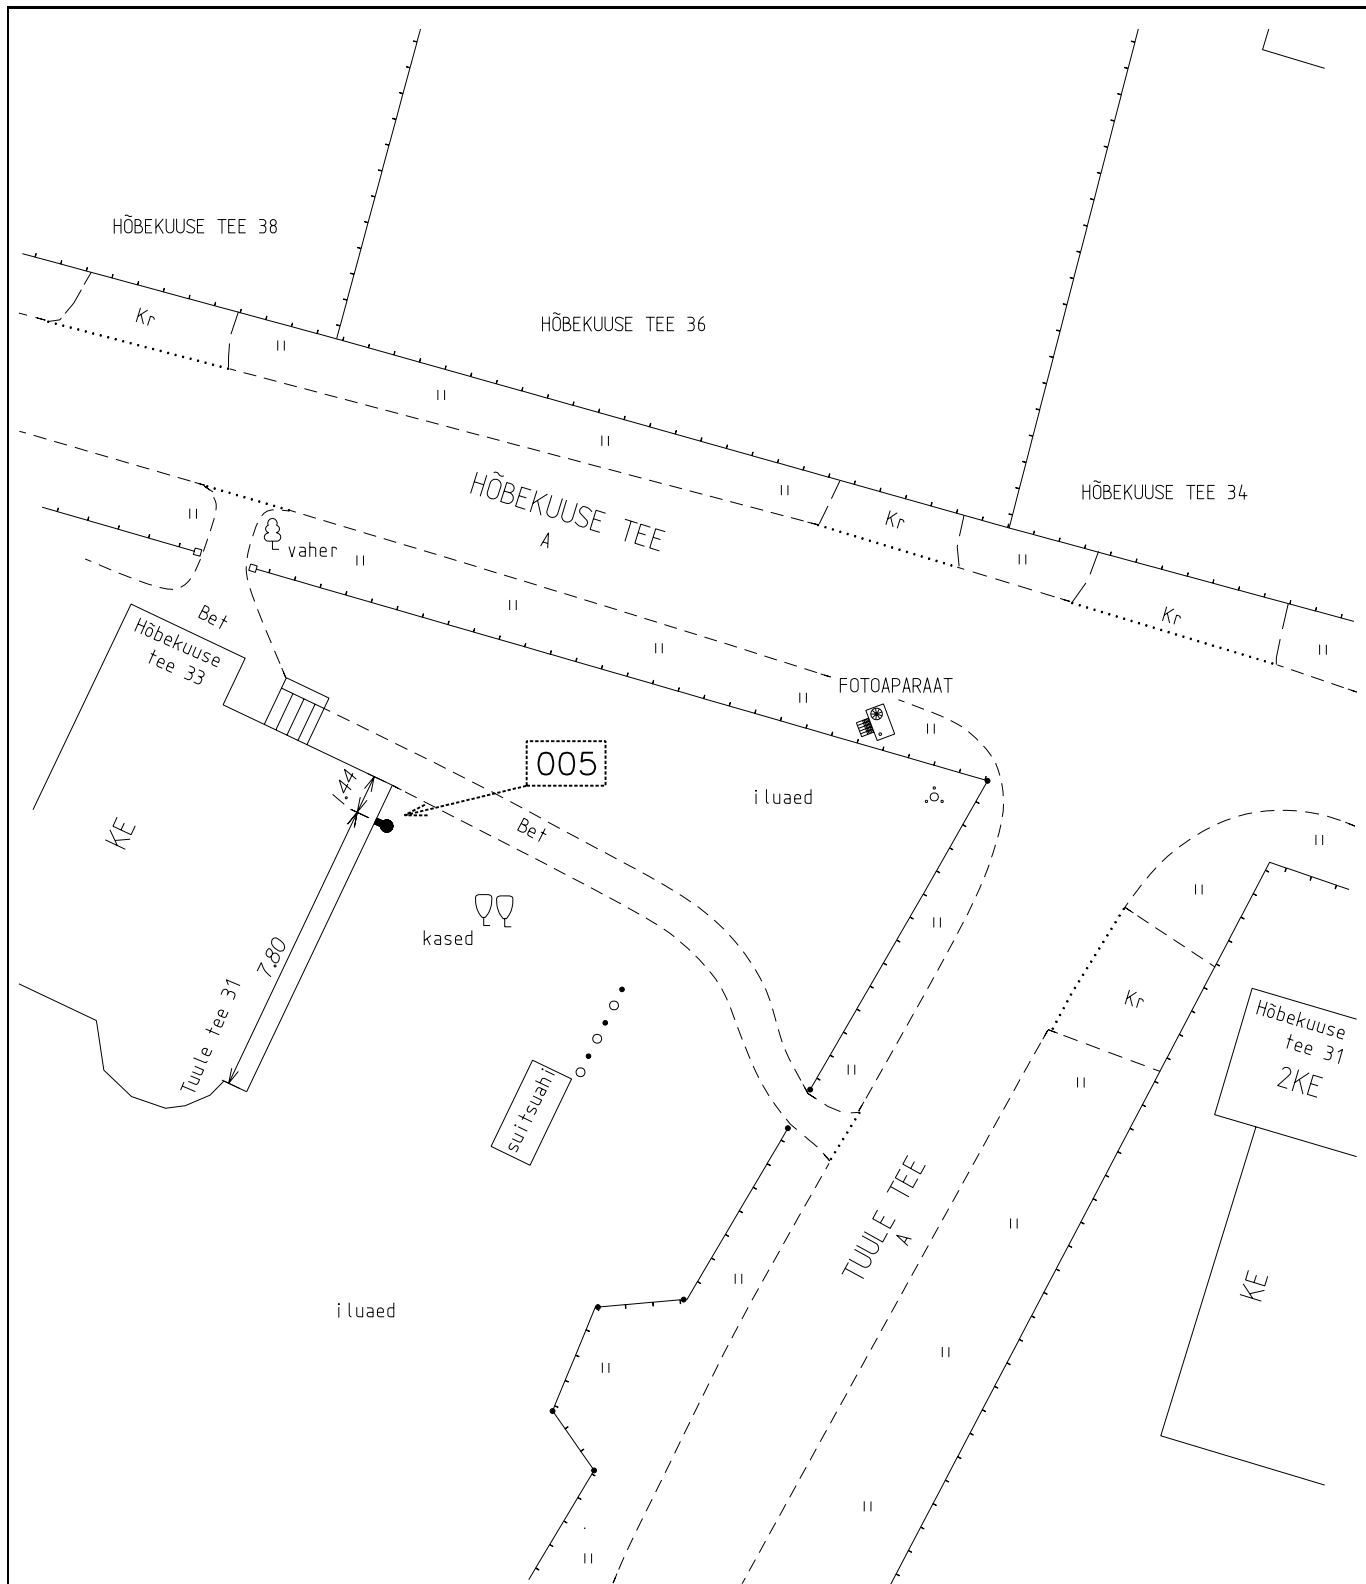 HÕBEKUUSE TEE 38
Kr
HÕBEKUUSE TEE 36
HÕBEKUUSE TEE 34
HÕBEKUUSE TEE
A
Kr
vaher
Kr
Bet
Hõbekuuse
tee 33
FOTOAPARAAT
005
1.44
iluaed
Bet
KE
kased
7.80
Tuule tee 31
Kr
Hõbekuuse
tee 31
2KE
suitsuahi
TUULE TEE
A
KE
iluaed